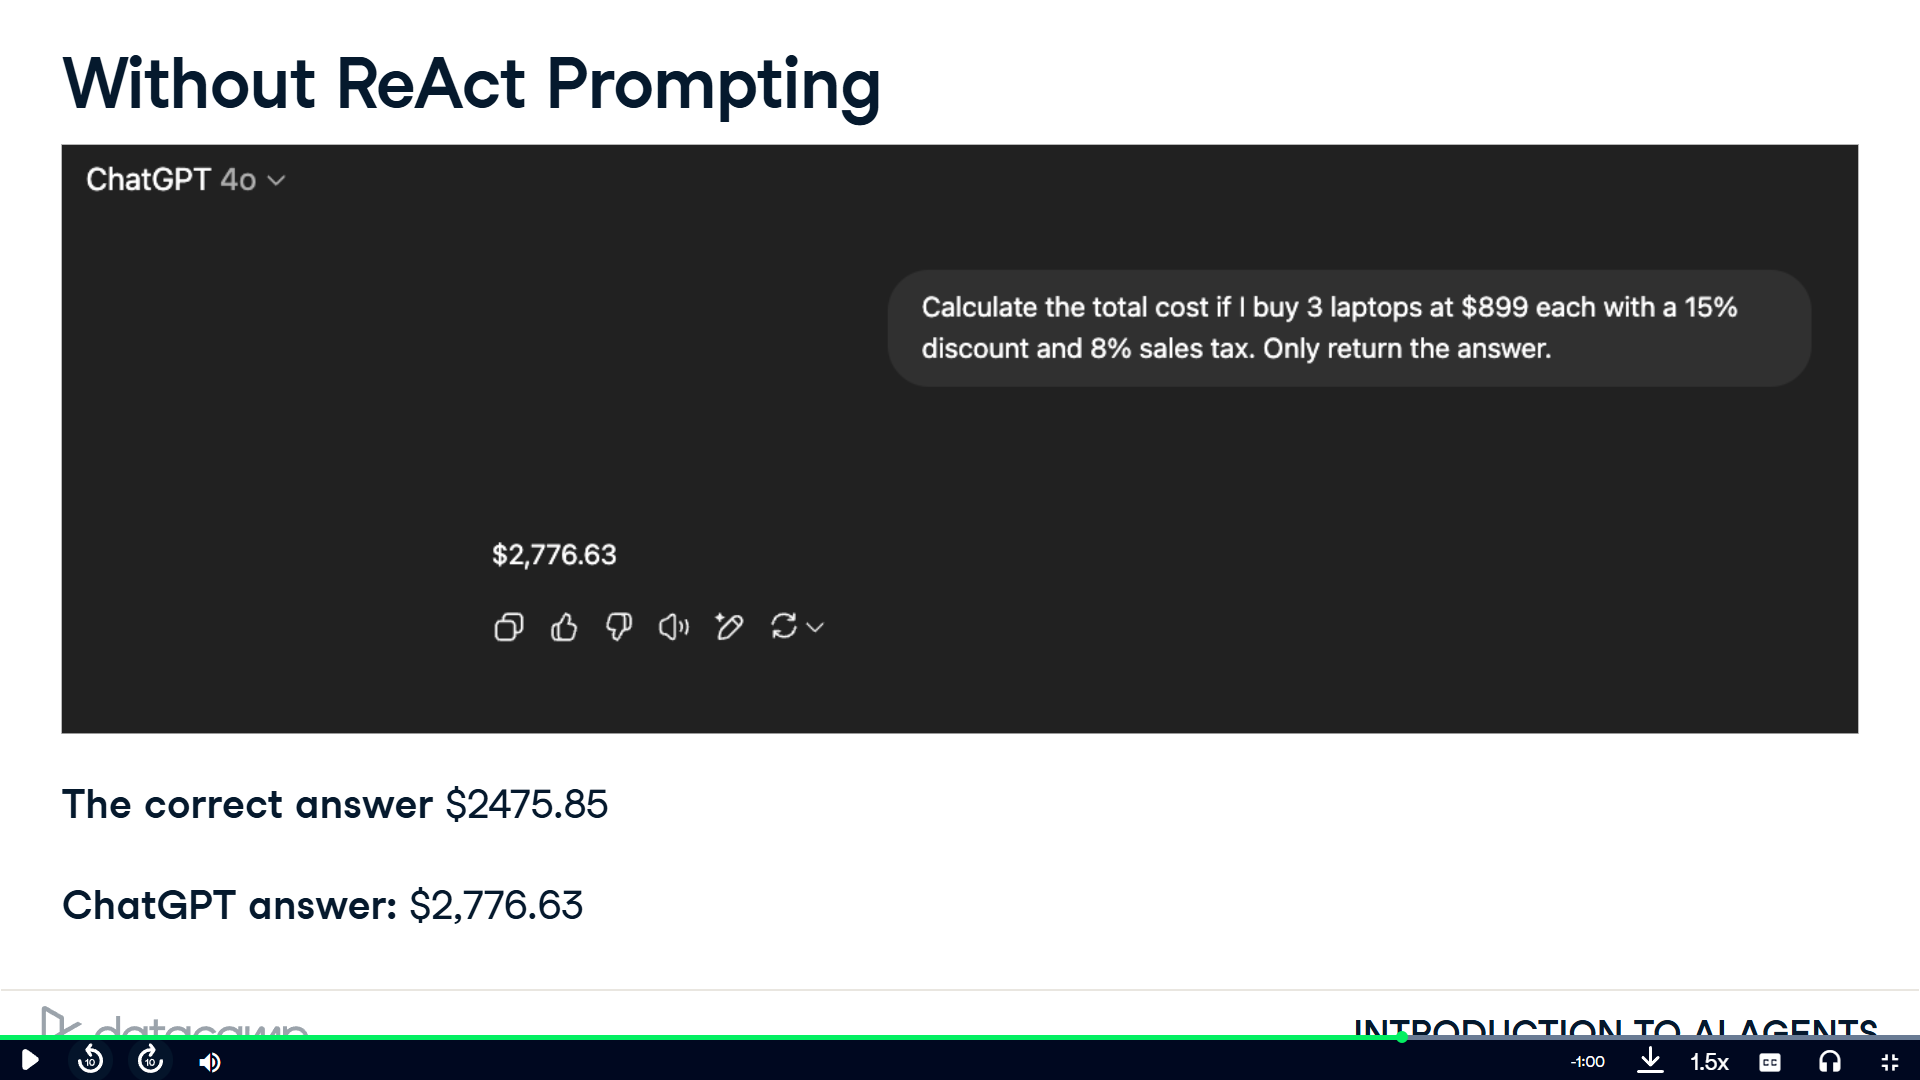 Without ReAct Prompting
ChatGPT 4o
Calculate the total cost if I buy 3 laptops at $899 each with a 15%
discount and 8% sales tax. Only return the answer.
$2,776.63
The correct answer $2475.85
ChatGPT answer: $2,776.63
datacamp
INTRODUCTION TO AI AGENTS
10
10
-1:00
1.5x
CC